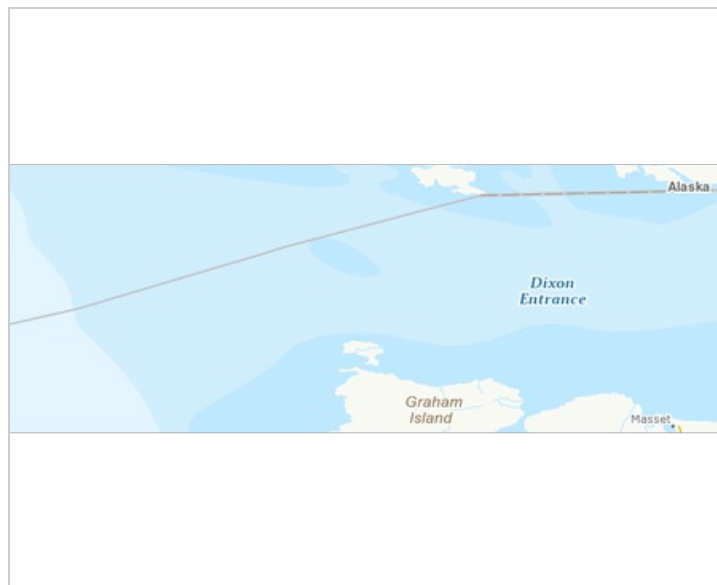 Alaska
Dixon
Entrance
Graham
Island
Masset